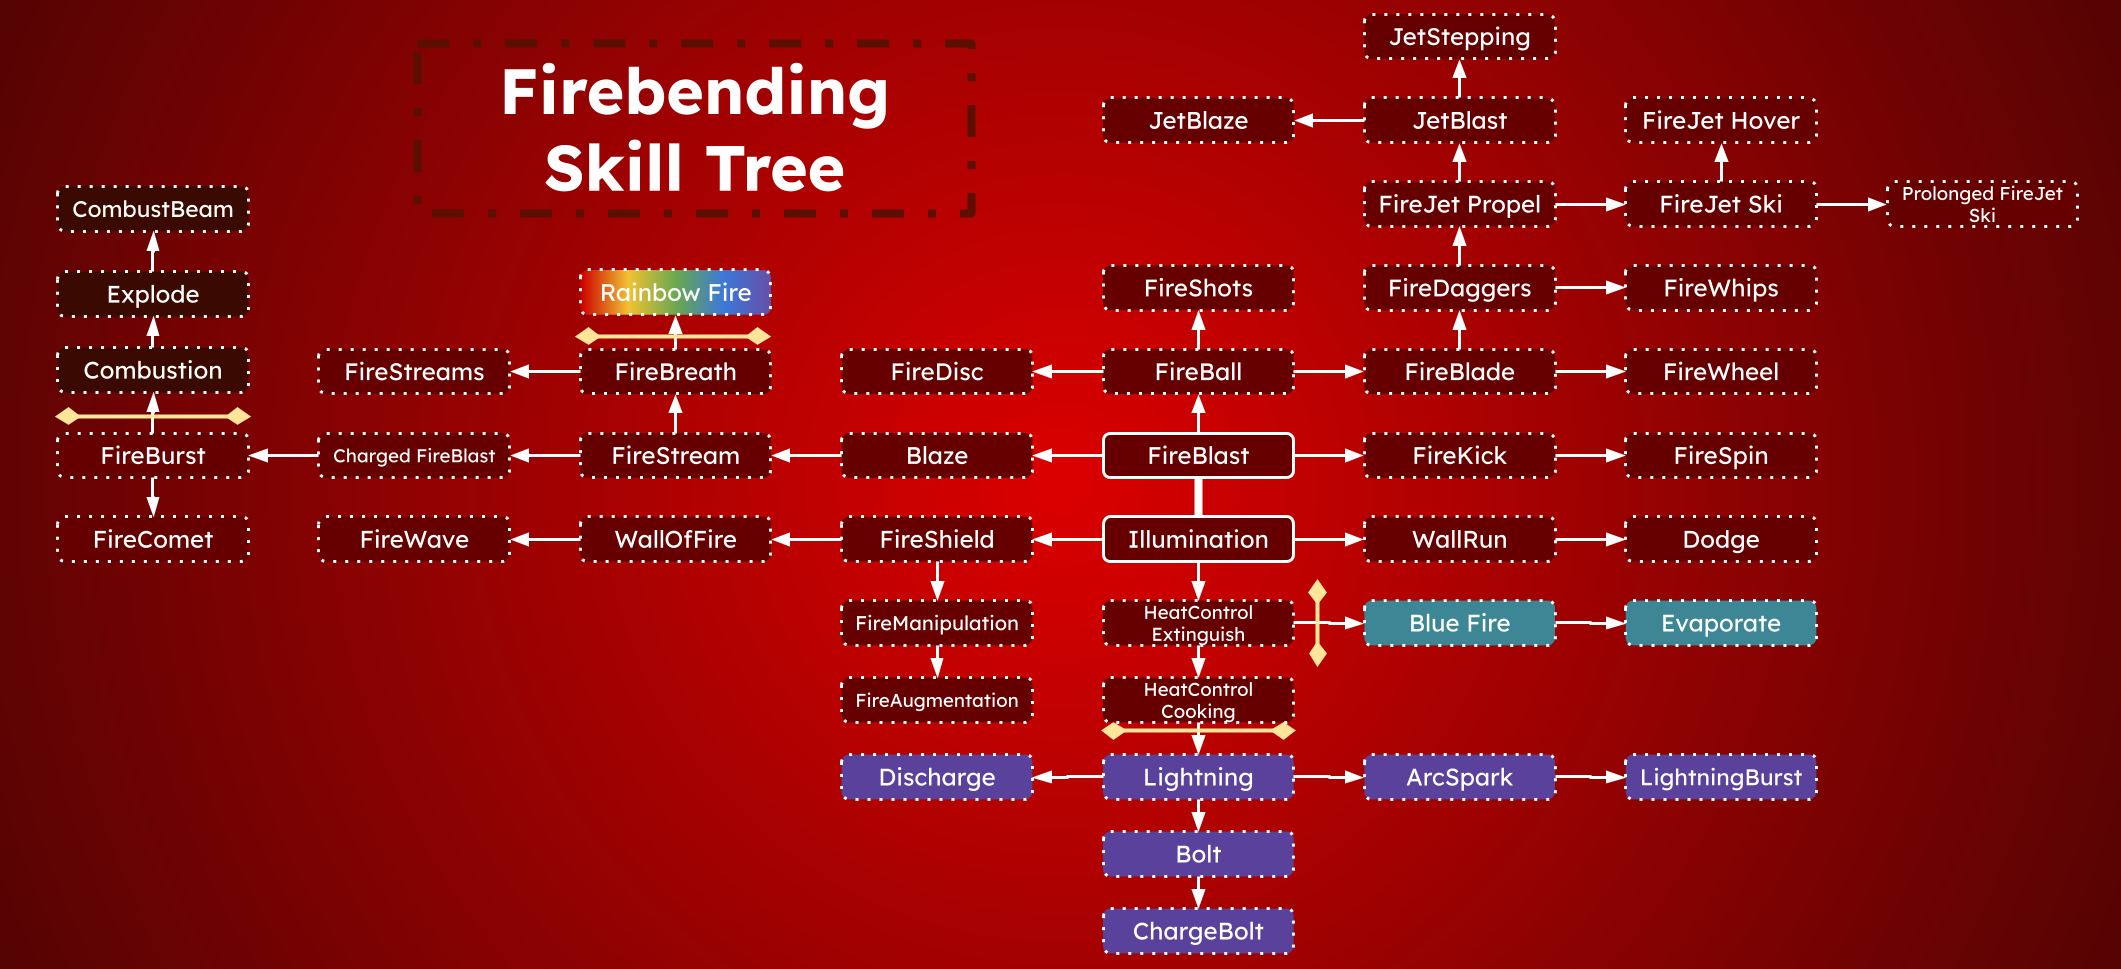 Firebending
Skill Tree
JetStepping
JetBlaze
JetBlast
FireJet Hover
CombustBeam
FireJet Propel
FireJet Ski
Prolonged FireJet
Ski
Explode
Rainbow Fire
FireShots
FireDaggers
FireWhips
Combustion
FireStreams
FireBreath
FireDisc
FireBall
FireBlade
FireWheel
FireBurst
Charged FireBlast
FireStream
Blaze
FireBlast
FireKick
FireSpin
FireComet
FireWave
WallOfFire
FireShield
Illumination
WallRun
Dodge
FireManipulation
HeatControl
Extinguish
Blue Fire
Evaporate
FireAugmentation
HeatControl
Cooking
Discharge
Lightning
ArcSpark
LightningBurst
Bolt
ChargeBolt